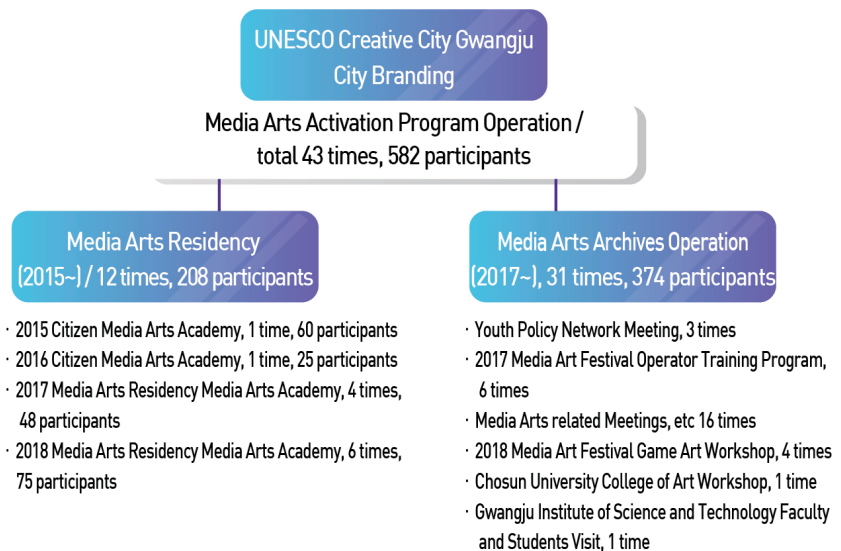 UNESCO Creative City Gwangju
City Branding
Media Arts Activation Program Operation /
total 43 times, 582 participants
Media Arts Residency
(2015~) / 12 times, 208 participants
· 2015 Citizen Media Arts Academy, 1 time, 60 participants
· 2016 Citizen Media Arts Academy, 1 time, 25 participants
· 2017 Media Arts Residency Media Arts Academy, 4 times,
48 participants
· 2018 Media Arts Residency Media Arts Academy, 6 times,
75 participants
Media Arts Archives Operation
(2017~), 31 times, 374 participants
· Youth Policy Network Meeting, 3 times
· 2017 Media Art Festival Operator Training Program,
6 times
· Media Arts related Meetings, etc 16 times
· 2018 Media Art Festival Game Art Workshop, 4 times
· Chosun University College of Art Workshop, 1 time
· Gwangju Institute of Science and Technology Faculty
and Students Visit, 1 time